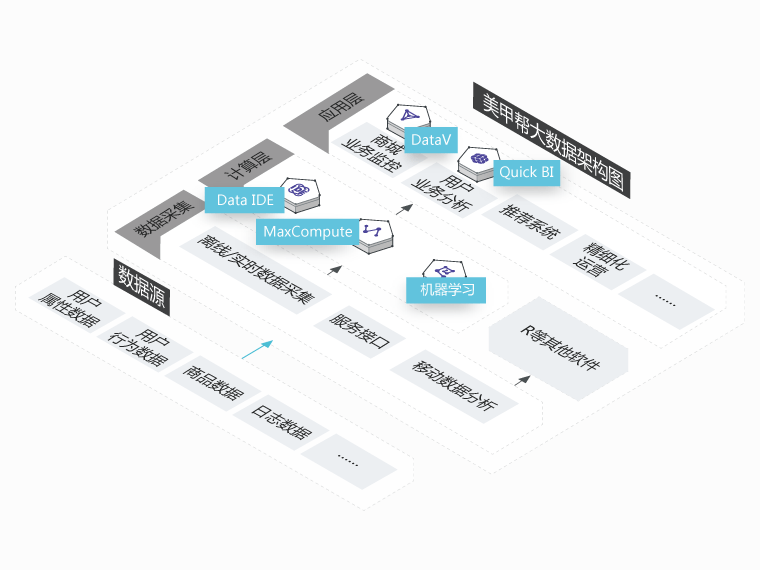 美甲帮大数据架构图
应用层
商城
业务监控
DataV
用户
业务分析
Quick BI
推荐系统
精细化
运营
......
计算层
Data IDE
MaxCompute
机器学习
R等其他软件
数据采集
离线/实时数据采集
服务接口
移动数据分析
数据源
用户
属性数据
用户
行为数据
商品数据
日志数据
......